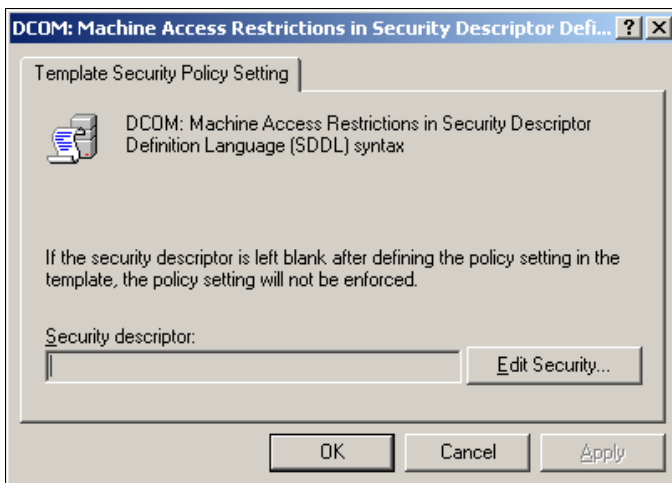 DCOM: Machine Access Restrictions in Security Descriptor Defi... ? X
Template Security Policy Setting
DCOM: Machine Access Restrictions in Security Descriptor
Definition Language (SDDL) syntax
If the security descriptor is left blank after defining the policy setting in the
template, the policy setting will not be enforced.
Security descriptor:
Edit Security...
OK Cancel Apply